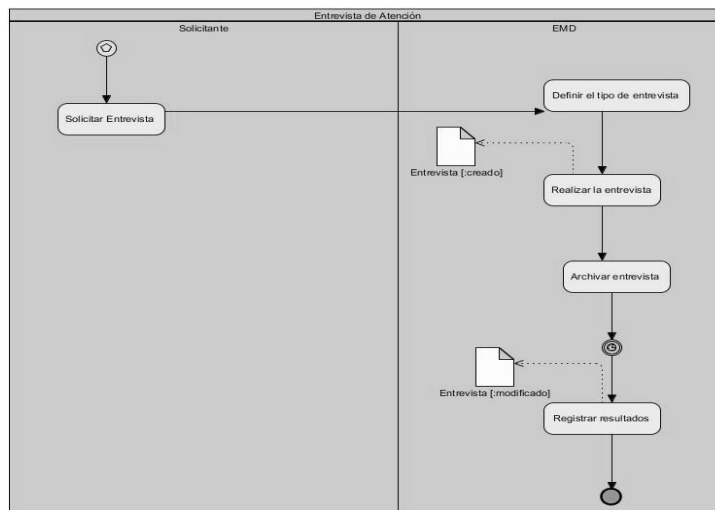 Entrevista de Atención
Solicitante
EMD
Solicitar Entrevista
Definir el tipo de entrevista
Entrevista [:creado]
Realizar la entrevista
Archivar entrevista
Entrevista [:modificado]
Registrar resultados